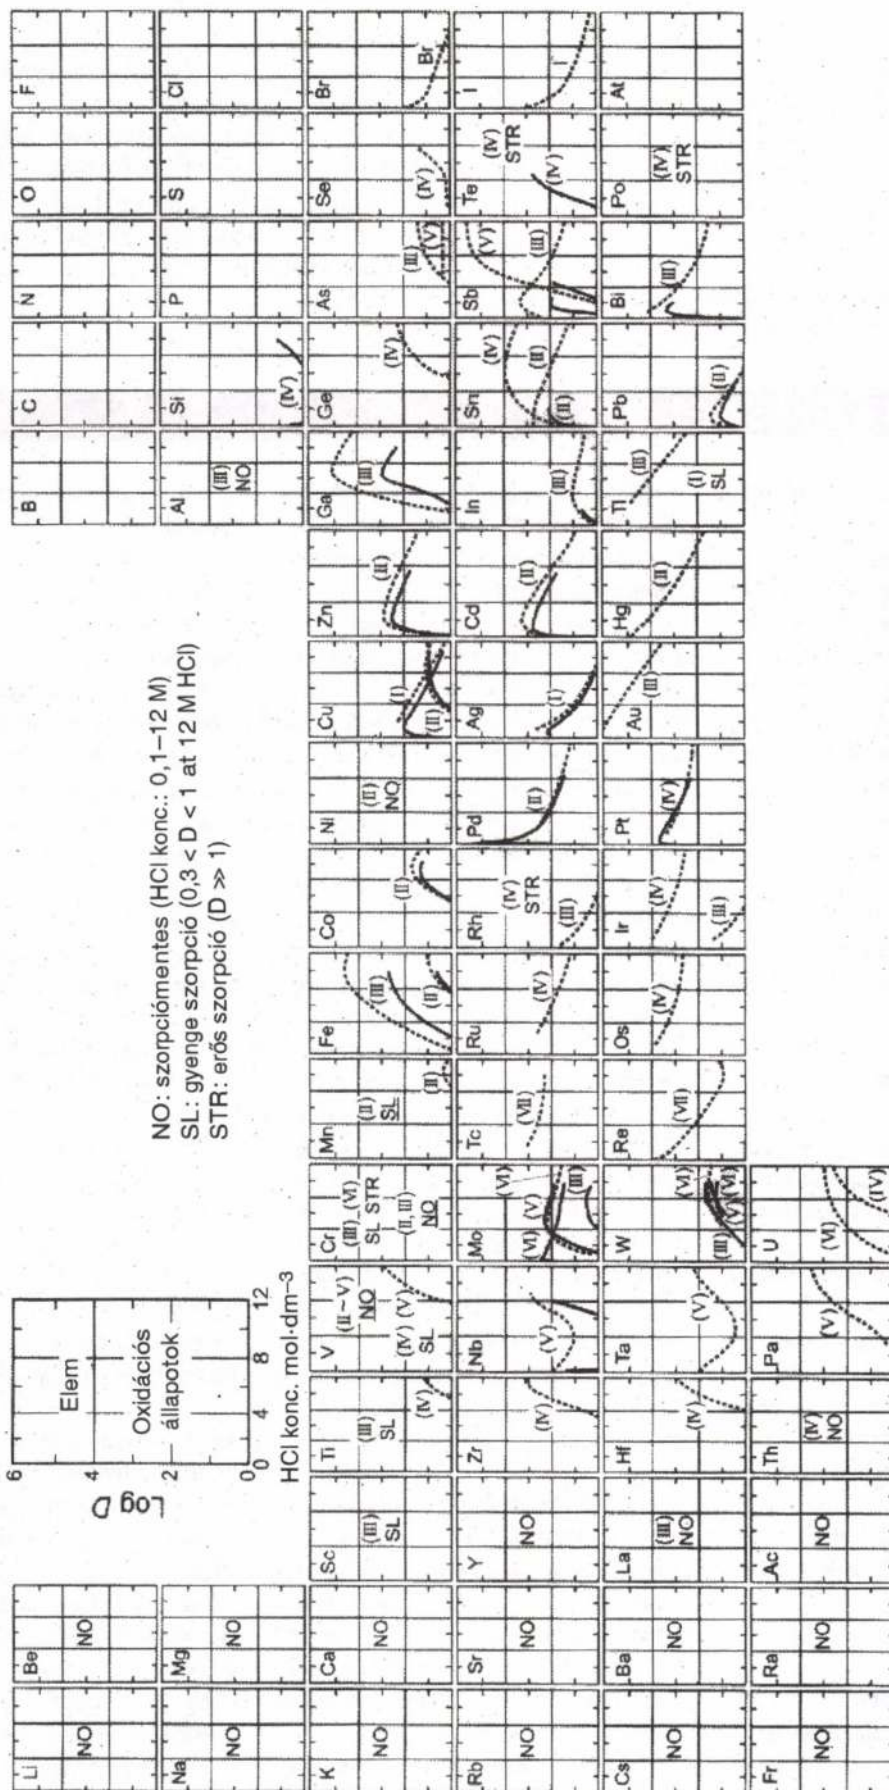 Li
NO
Be
NO
6
4
2
0
Log D
Elem
Oxidációs
állapotok
0 4 8 12
HCl konc. mol·dm⁻³
NO: szorpciómentes (HCl konc.: 0,1–12 M)
SL: gyenge szorpció (0,3 < D < 1 at 12 M HCl)
STR: erős szorpció (D >> 1)
B
C
N
O
F
Na
NO
Mg
NO
Al
(III)
NO
Si
(IV)
P
S
Cl
K
NO
Ca
NO
Sc
(III)
SL
Ti
(III)
SL
(IV)
V
(II~V)
NO
(IV) (V)
SL
Cr
(III) (VI)
SL STR
(II, III)
NO
Mn
(II)
SL
(II)
Fe
(III)
(II)
Co
(II)
Ni
(II)
NO
Cu
(I)
(II)
Zn
(II)
Ga
(III)
Ge
(IV)
As
(III)
(V)
Se
(IV)
Br
Br
Rb
NO
Sr
NO
Y
NO
Zr
(IV)
Nb
(V)
Mo
(VI)
(V)
(VI)
(III)
Tc
(VII)
Ru
(IV)
Rh
(IV)
STR
(III)
Pd
(II)
Ag
(I)
Cd
(II)
In
(III)
Sn
(IV)
(II)
(II)
Sb
(V)
(III)
Te
(IV)
STR
(IV)
I
I
Cs
NO
Ba
NO
La
(III)
NO
Hf
(IV)
Ta
(V)
W
(VI)
(III)
(V)
(VI)
Re
(VII)
Os
(IV)
Ir
(IV)
(III)
Pt
(IV)
Au
(III)
Hg
(II)
Tl
(III)
(I)
SL
Pb
(II)
Bi
(III)
Po
(IV)
STR
At
Fr
NO
Ra
NO
Ac
NO
Th
(IV)
NO
Pa
(V)
U
(VI)
(IV)